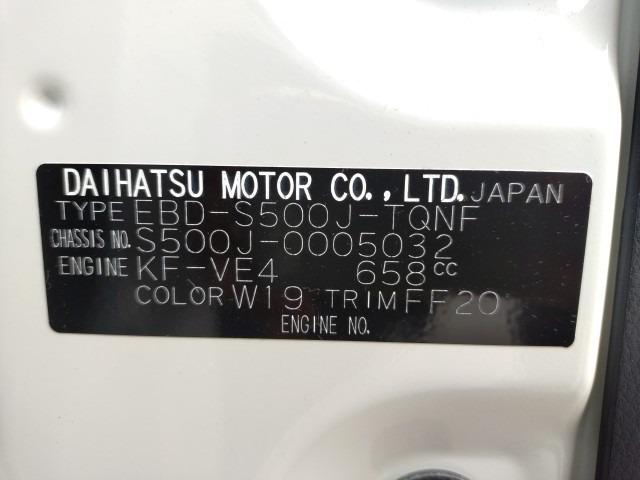 DAIHATSU MOTOR CO., LTD. JAPAN
TYPE EBD-S500J-TQNF
CHASSIS NO. S500J-0005032
ENGINE KF-VE4 658cc
COLOR W19 TRIM FF20
ENGINE NO.